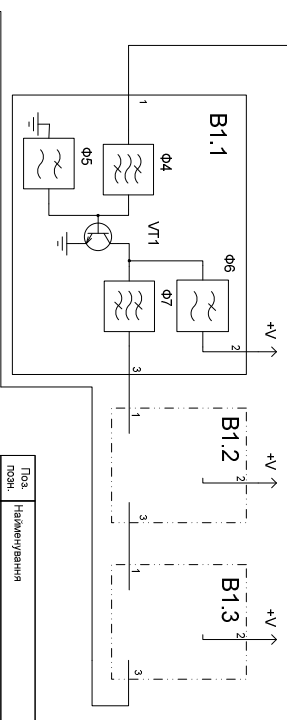 B1.1
1
Ф4
Ф5
VT1
Ф6
Ф7
2
+V
3
B1.2
1
2
+V
3
B1.3
1
2
+V
3
Поз. позн.
Найменування